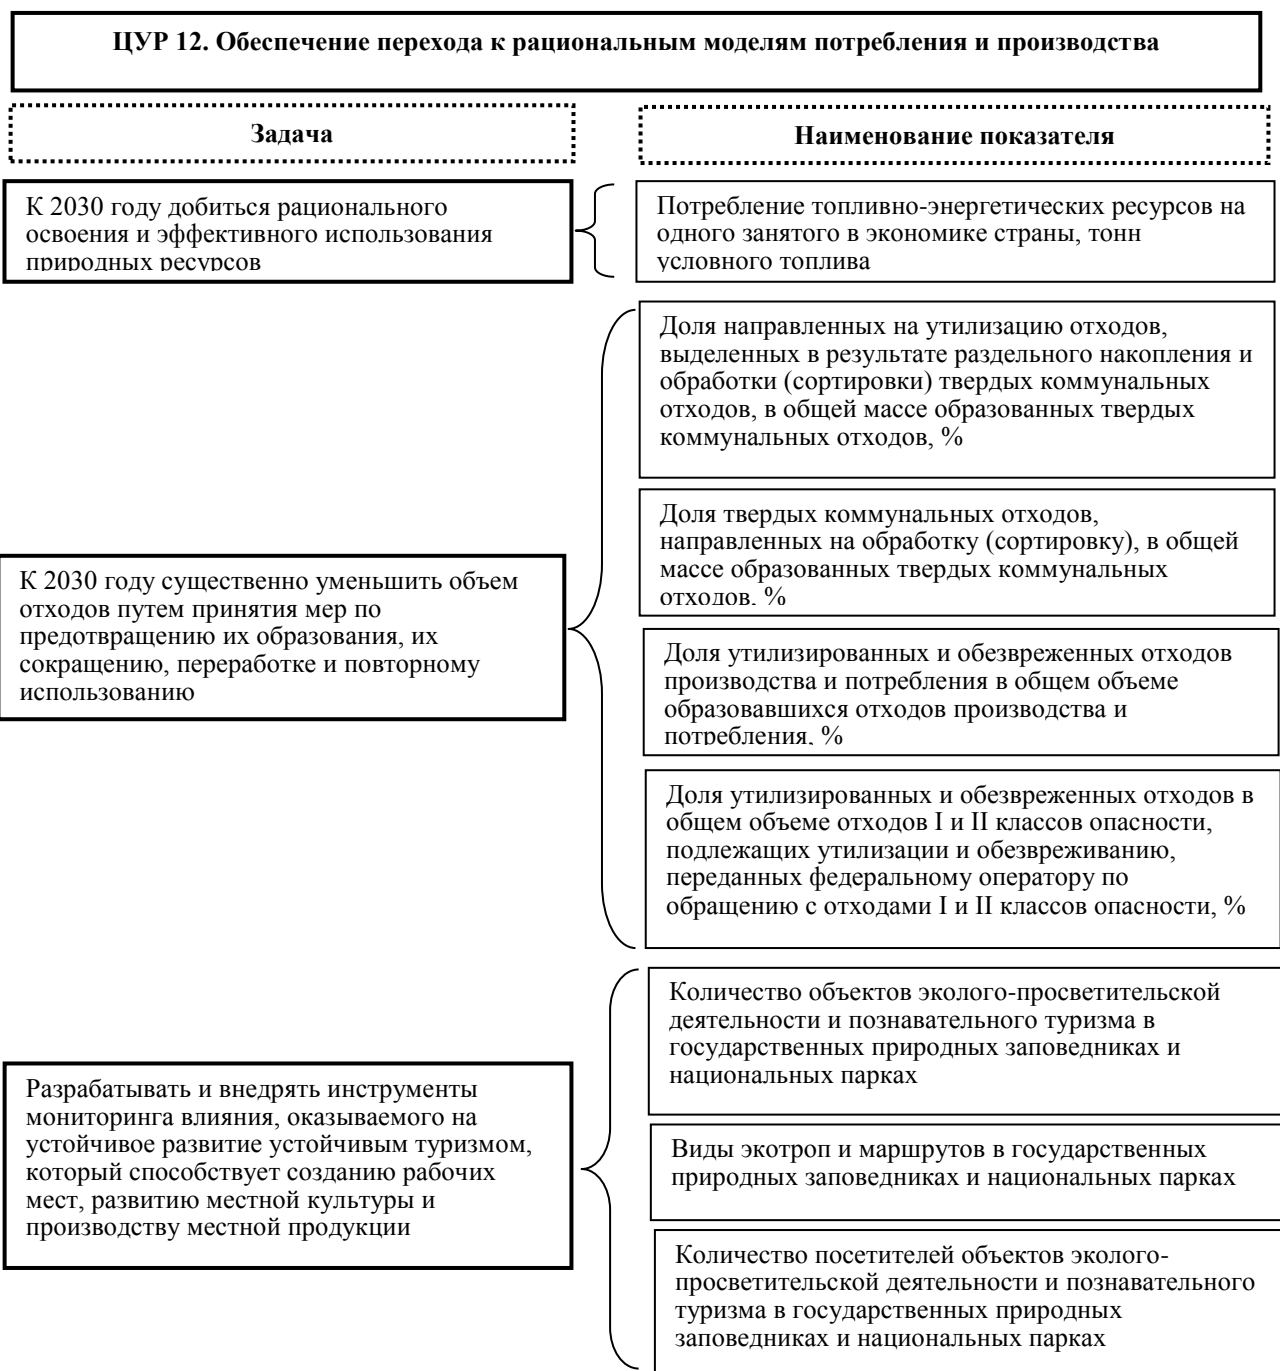 ЦУР 12. Обеспечение перехода к рациональным моделям потребления и производства
Задача
Наименование показателя
К 2030 году добиться рационального
освоения и эффективного использования
природных ресурсов
Потребление топливно-энергетических ресурсов на
одного занятого в экономике страны, тонн
условного топлива
К 2030 году существенно уменьшить объем
отходов путем принятия мер по
предотвращению их образования, их
сокращению, переработке и повторному
использованию
Доля направленных на утилизацию отходов,
выделенных в результате раздельного накопления и
обработки (сортировки) твердых коммунальных
отходов, в общей массе образованных твердых
коммунальных отходов, %
Доля твердых коммунальных отходов,
направленных на обработку (сортировку), в общей
массе образованных твердых коммунальных
отходов, %
Доля утилизированных и обезвреженных отходов
производства и потребления в общем объеме
образовавшихся отходов производства и
потребления, %
Доля утилизированных и обезвреженных отходов в
общем объеме отходов I и II классов опасности,
подлежащих утилизации и обезвреживанию,
переданных федеральному оператору по
обращению с отходами I и II классов опасности, %
Разрабатывать и внедрять инструменты
мониторинга влияния, оказываемого на
устойчивое развитие устойчивым туризмом,
который способствует созданию рабочих
мест, развитию местной культуры и
производству местной продукции
Количество объектов эколого-просветительской
деятельности и познавательного туризма в
государственных природных заповедниках и
национальных парках
Виды экотроп и маршрутов в государственных
природных заповедниках и национальных парках
Количество посетителей объектов эколого-
просветительской деятельности и познавательного
туризма в государственных природных
заповедниках и национальных парках